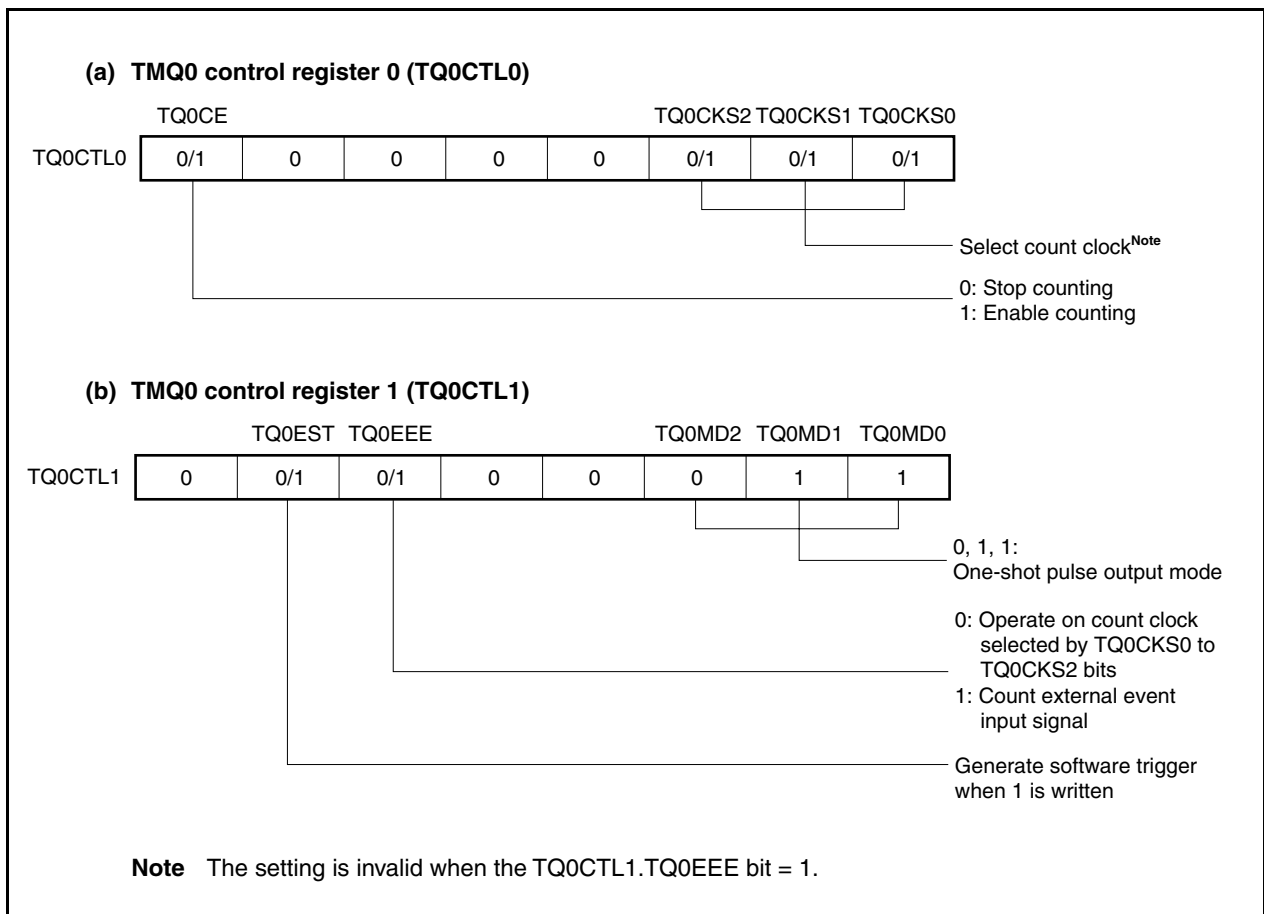 (a) TMQ0 control register 0 (TQ0CTL0)
TQ0CE TQ0CKS2 TQ0CKS1 TQ0CKS0
TQ0CTL0 0/1 0 0 0 0 0/1 0/1 0/1
Select count clockNote
0: Stop counting
1: Enable counting
(b) TMQ0 control register 1 (TQ0CTL1)
TQ0EST TQ0EEE TQ0MD2 TQ0MD1 TQ0MD0
TQ0CTL1 0 0/1 0/1 0 0 0 1 1
0, 1, 1:
One-shot pulse output mode
0: Operate on count clock
selected by TQ0CKS0 to
TQ0CKS2 bits
1: Count external event
input signal
Generate software trigger
when 1 is written
Note The setting is invalid when the TQ0CTL1.TQ0EEE bit = 1.